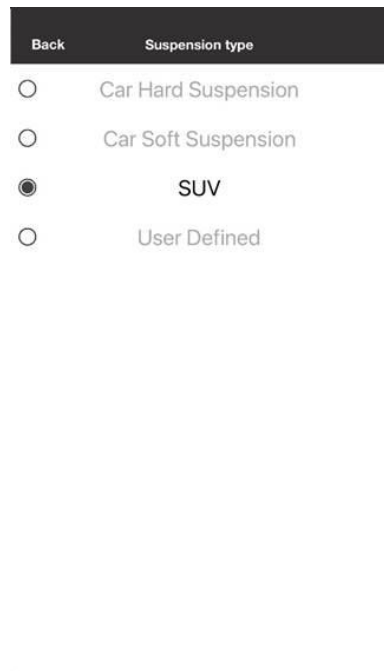 Back Suspension type
Car Hard Suspension
Car Soft Suspension
SUV
User Defined